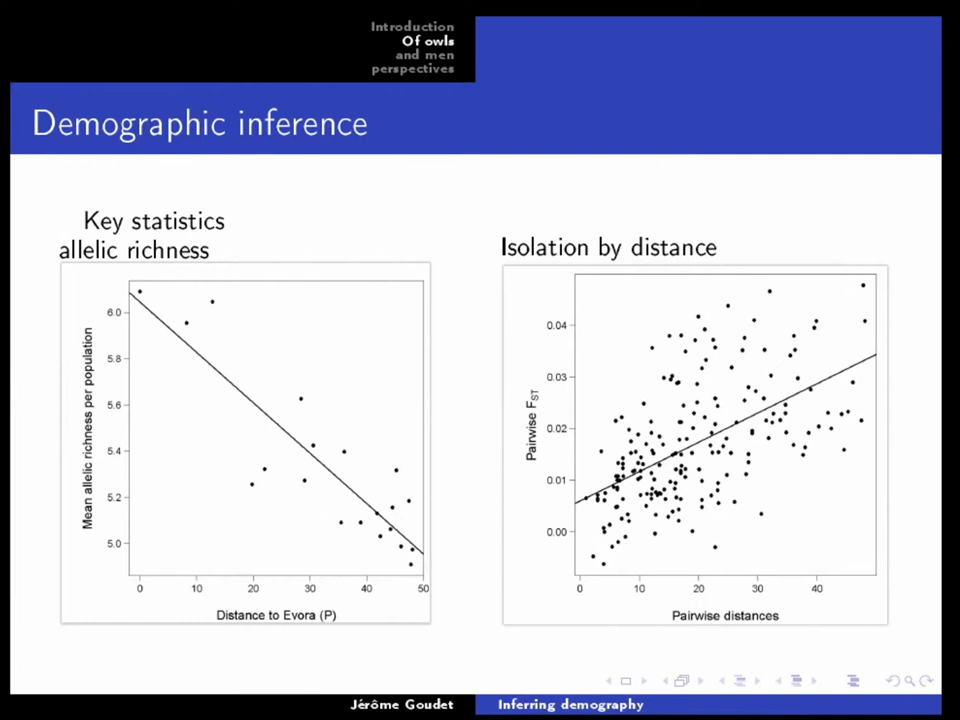 Introduction
Of owls
and men
perspectives
Demographic inference
Key statistics
allelic richness
Mean allelic richness per population
6.0
5.8
5.6
5.4
5.2
5.0
0 10 20 30 40 50
Distance to Evora (P)
Isolation by distance
Pairwise FST
0.04
0.03
0.02
0.01
0.00
0 10 20 30 40
Pairwise distances
Jérôme Goudet
Inferring demography